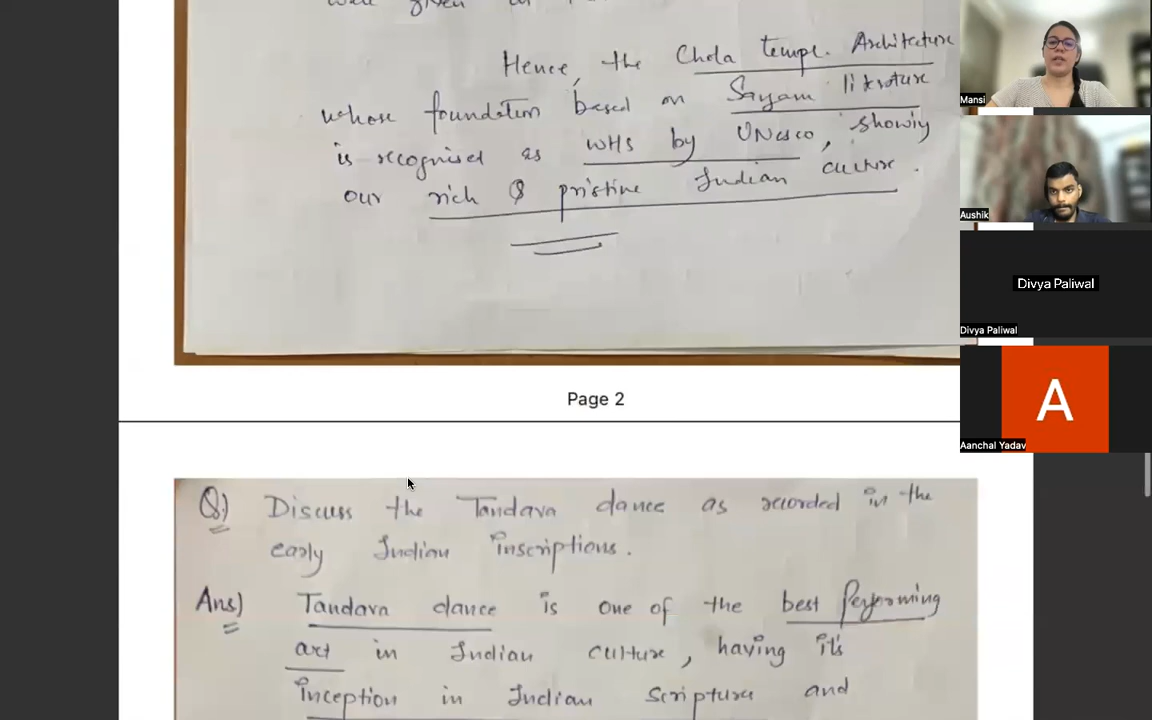 Hence, the Chola temple Architecture
whose foundation based on Sangam literature
is recognised as WHS by UNesco, showing
our rich & pristine Indian culture.
Page 2
Q.) Discuss the Tandava dance as recorded in the
early Indian inscriptions.
Ans) Tandava dance is one of the best Performing
art in Indian culture, having it's
inception in Indian Scripture and
Mansi
Aushik
Divya Paliwal
Divya Paliwal
A
Aanchal Yadav